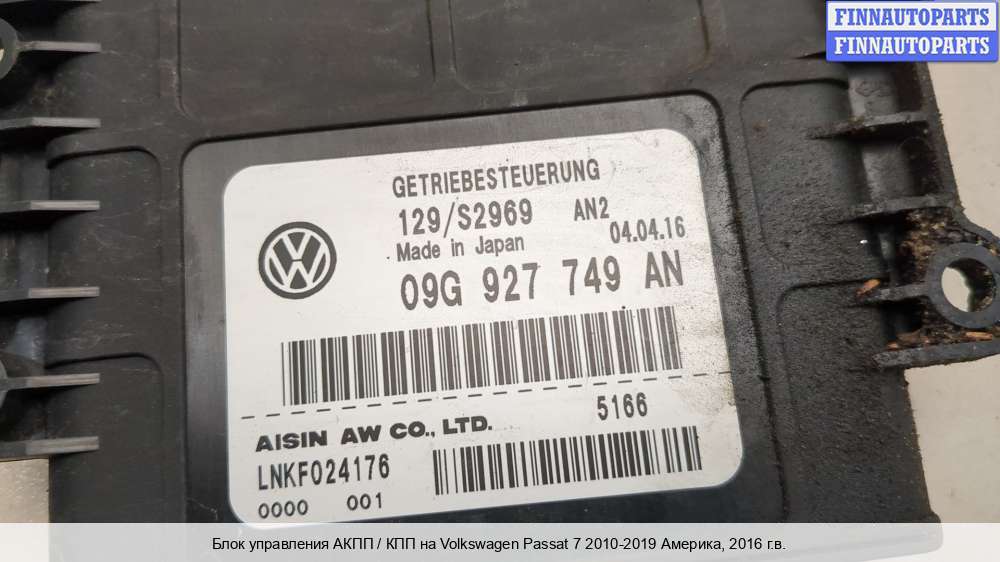 FINNAUTOPARTS
FINNAUTOPARTS
GETRIEBESTEUERUNG
129/S2969 AN2
Made in Japan 04.04.16
09G 927 749 AN
5166
AISIN AW CO., LTD.
LNKF024176
0000 001
Блок управления АКПП / КПП на Volkswagen Passat 7 2010-2019 Америка, 2016 г.в.